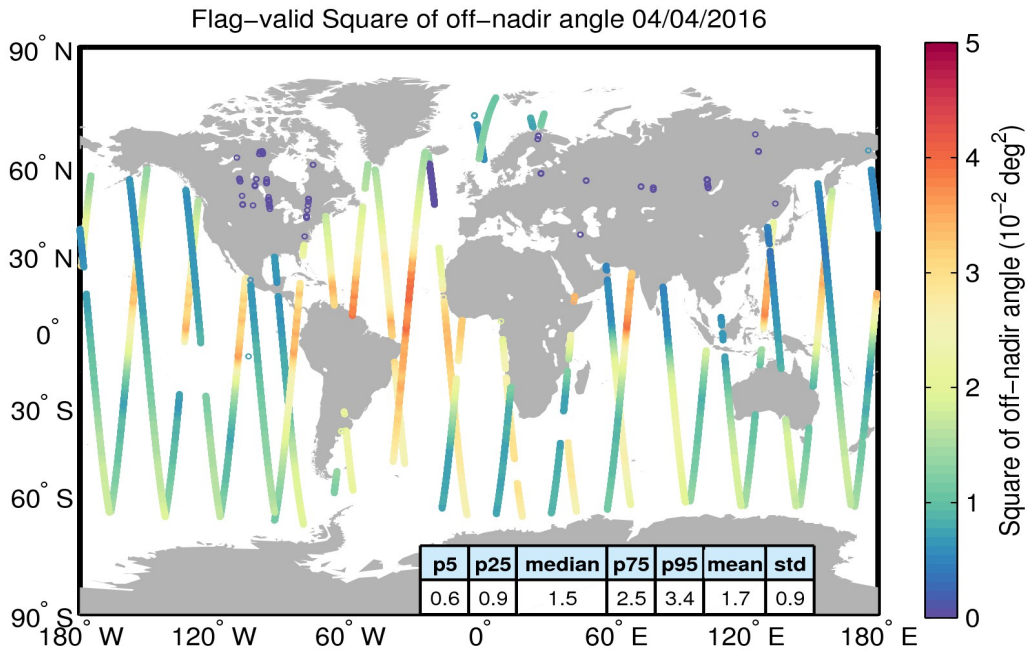 Flag-valid Square of off-nadir angle 04/04/2016
90° N
60° N
30° N
0°
30° S
60° S
90° S
180° W
120° W
60° W
0°
60° E
120° E
180° E
p5 p25 median p75 p95 mean std
0.6 0.9 1.5 2.5 3.4 1.7 0.9
5
4
3
2
1
0
Square of off-nadir angle (10⁻² deg²)